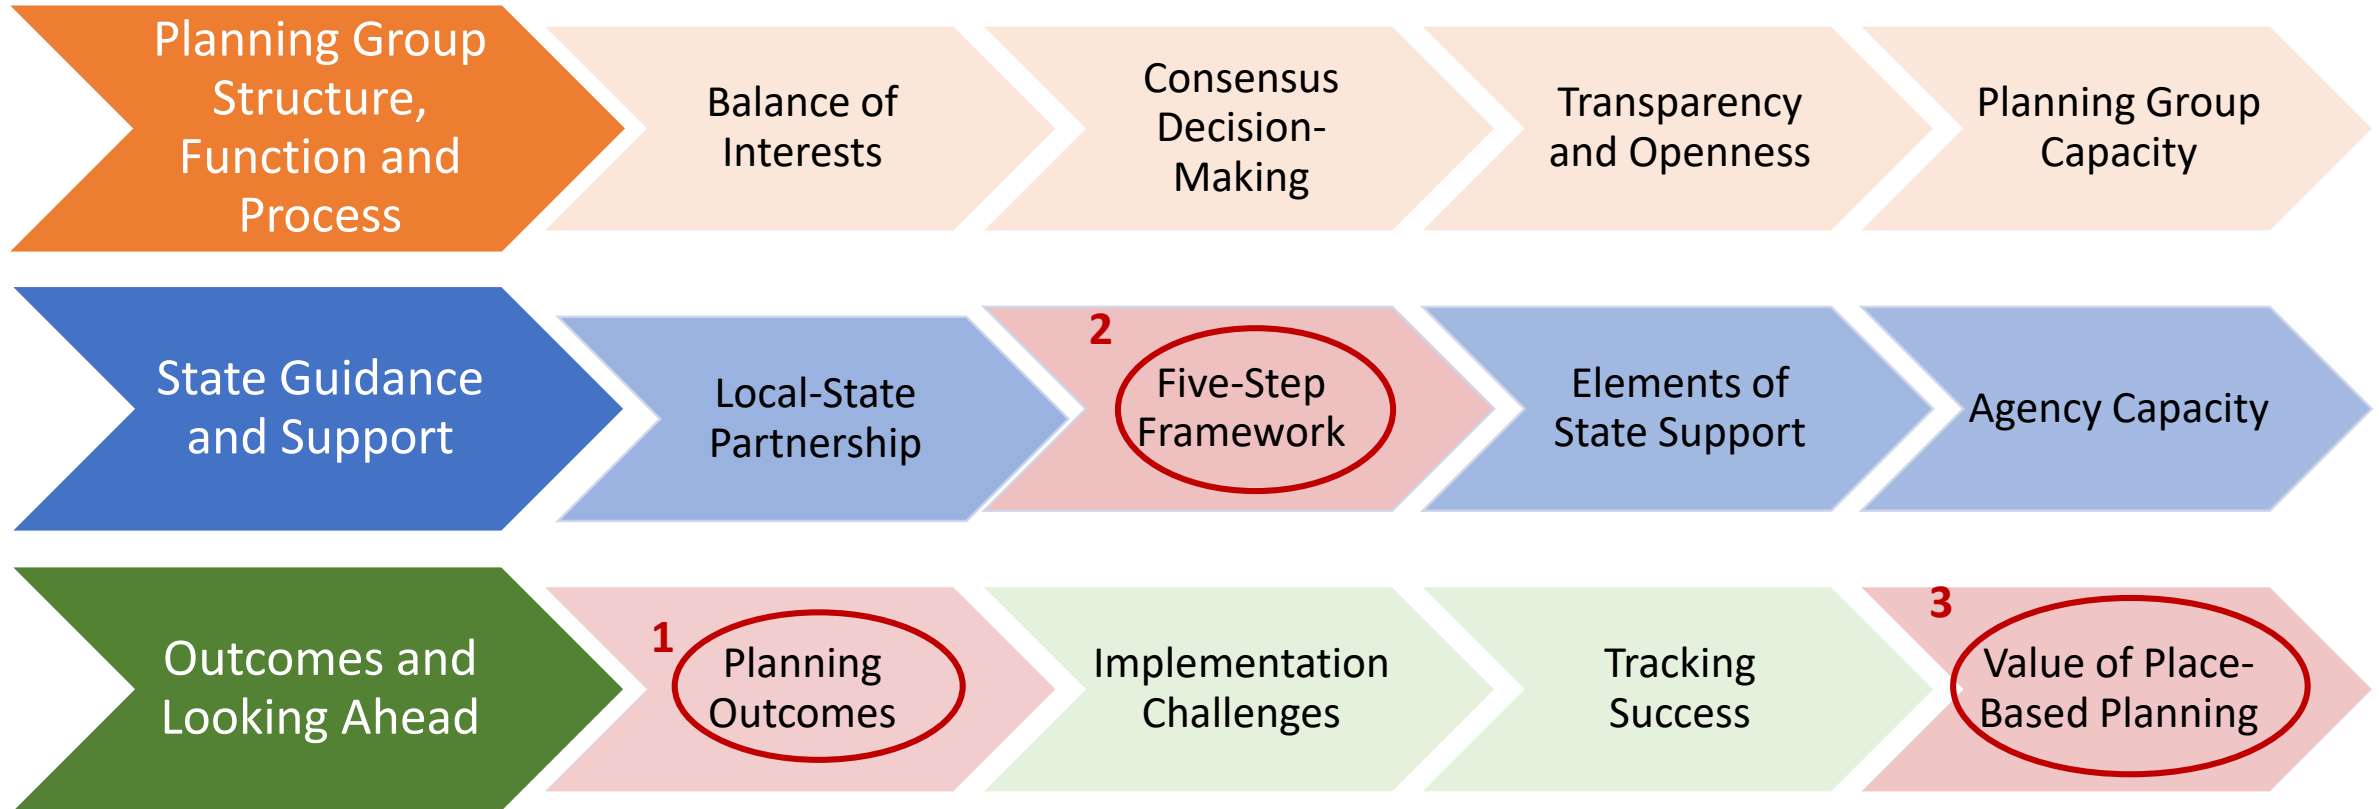 Planning Group
Structure,
Function and
Process
Balance of
Interests
Consensus
Decision-
Making
Transparency
and Openness
Planning Group
Capacity
State Guidance
and Support
Local-State
Partnership
2
Five-Step
Framework
Elements of
State Support
Agency Capacity
Outcomes and
Looking Ahead
1
Planning
Outcomes
Implementation
Challenges
Tracking
Success
3
Value of Place-
Based Planning